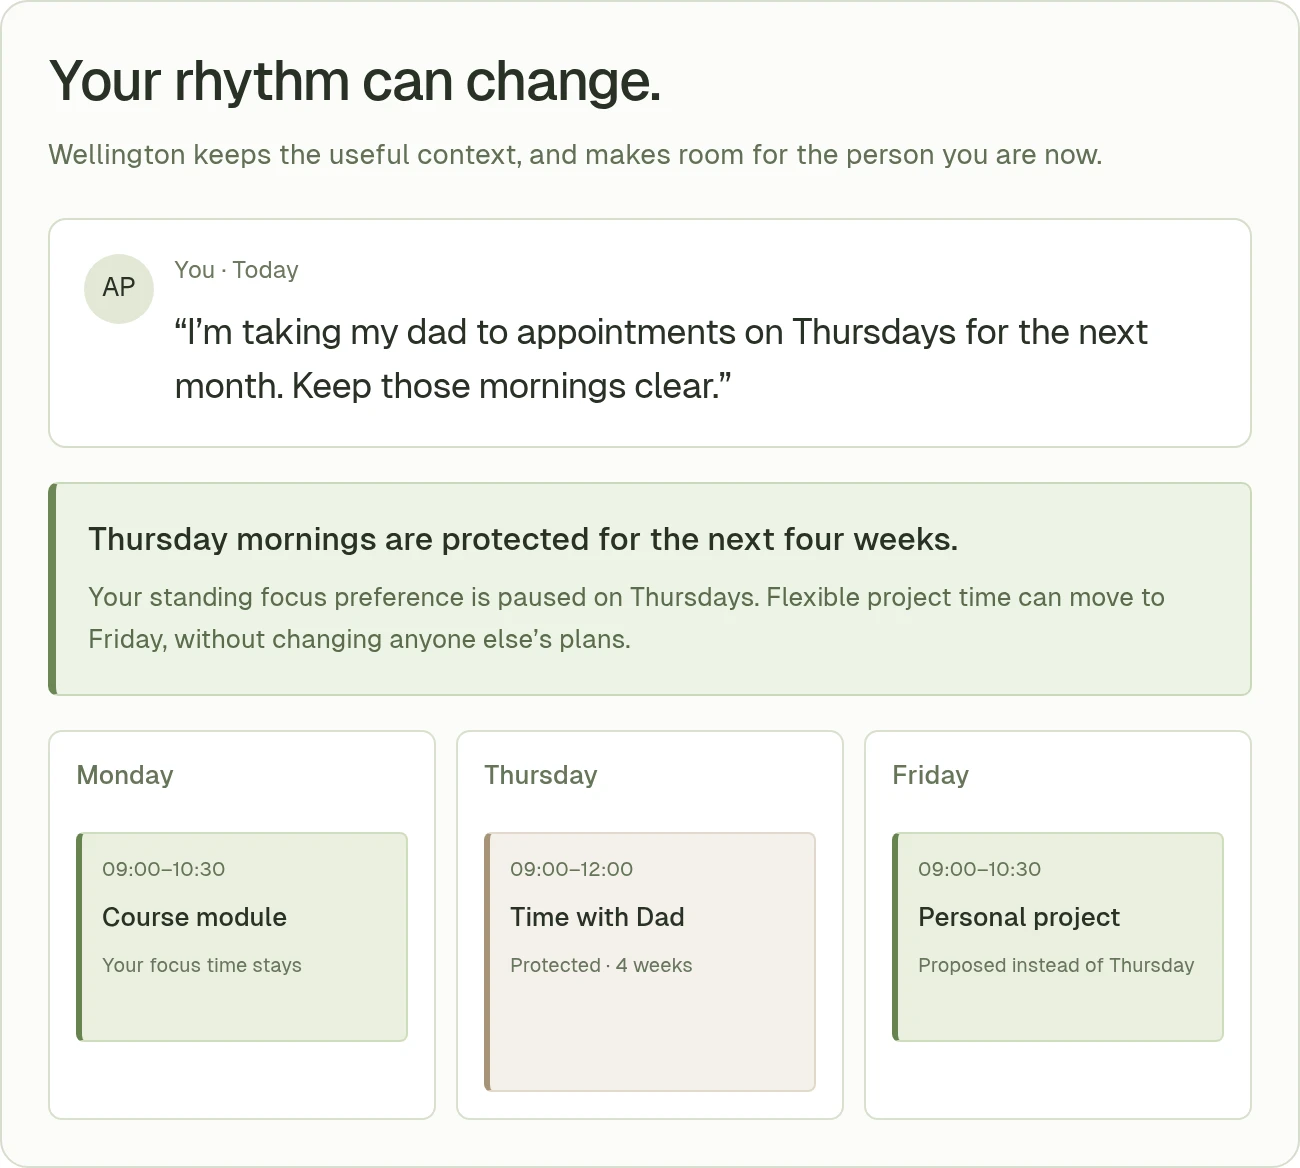 Your rhythm can change.
Wellington keeps the useful context, and makes room for the person you are now.
AP
You · Today
“I’m taking my dad to appointments on Thursdays for the next
month. Keep those mornings clear.”
Thursday mornings are protected for the next four weeks.
Your standing focus preference is paused on Thursdays. Flexible project time can move to
Friday, without changing anyone else’s plans.
Monday
09:00–10:30
Course module
Your focus time stays
Thursday
09:00–12:00
Time with Dad
Protected · 4 weeks
Friday
09:00–10:30
Personal project
Proposed instead of Thursday